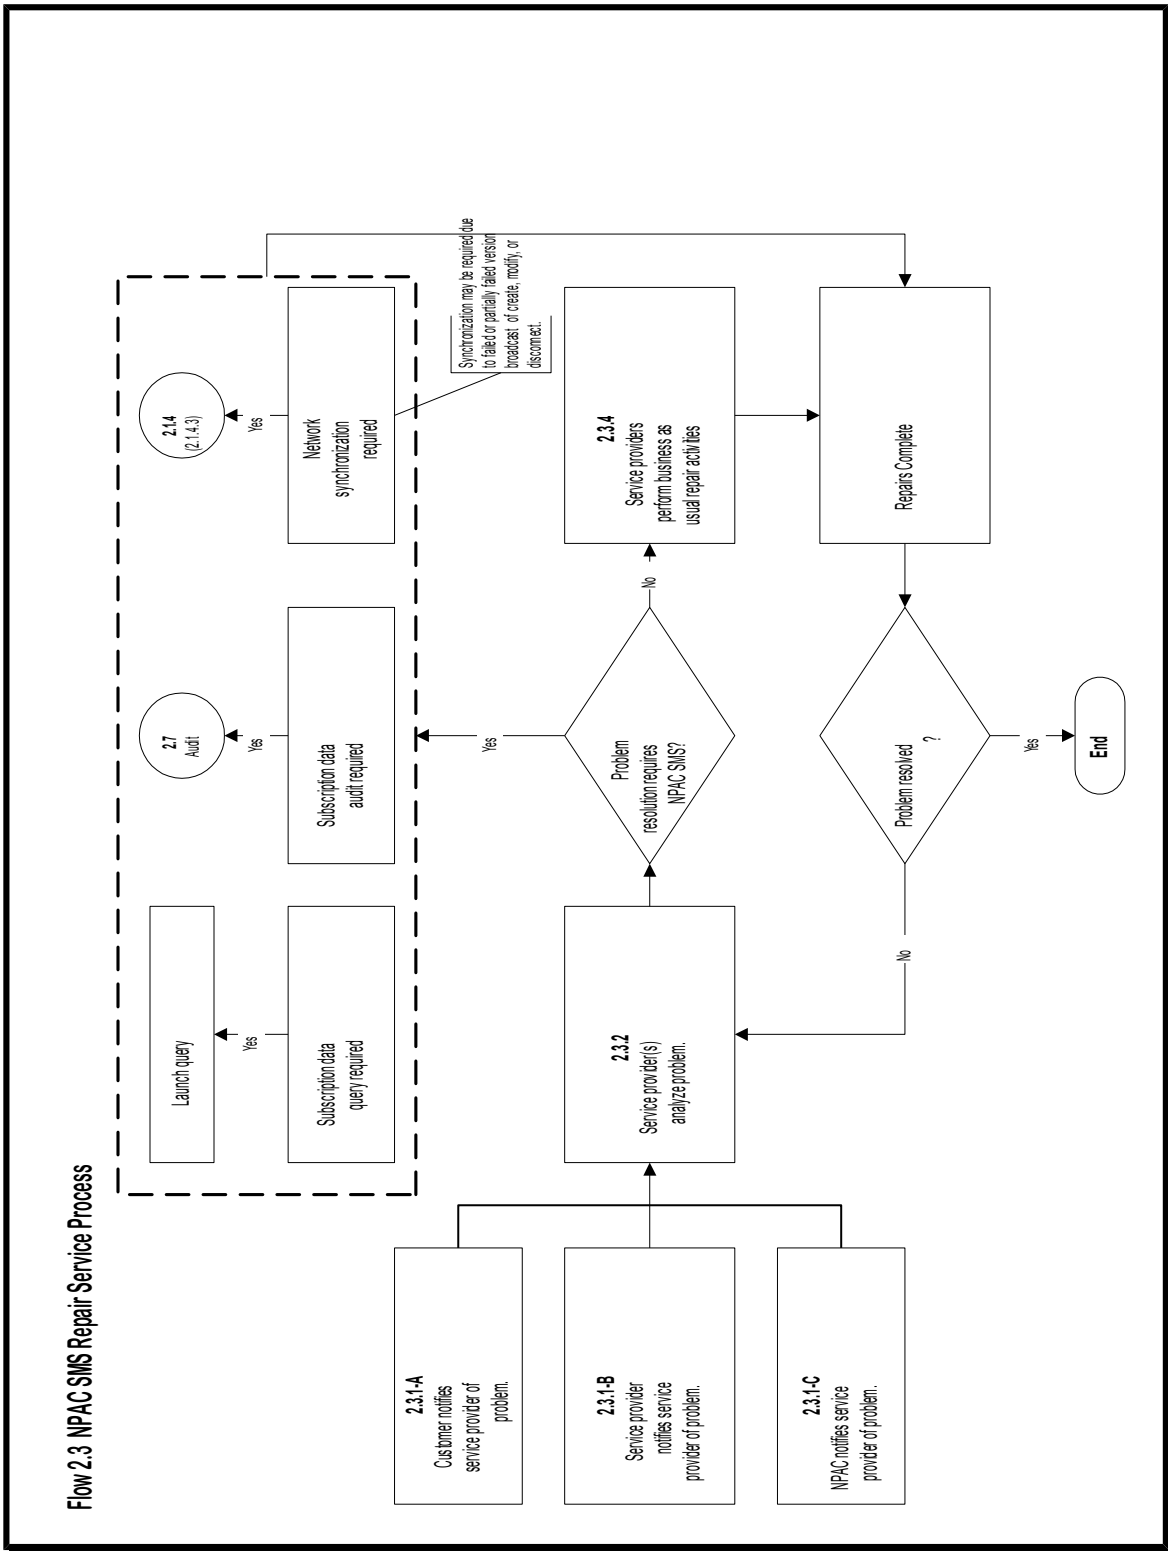 Flow 2.3 NPAC SMS Repair Service Process
Launch query
2.7
Audit
2.1.4
(2.1.4.3)
Yes
Yes
Yes
Subscription data
query required
Subscription data
audit required
Network
synchronization
required
Synchronization may be required due
to failed or partially failed version
broadcast of create, modify, or
disconnect.
2.3.1-A
Customer notifies
service provider of
problem.
Yes
2.3.1-B
Service provider
notifies service
provider of problem.
2.3.2
Service provider(s)
analyze problem.
Problem
resolution requires
NPAC SMS?
No
2.3.4
Service providers
perform business as
usual repair activities
2.3.1-C
NPAC notifies service
provider of problem.
No
Problem resolved
?
Repairs Complete
Yes
End